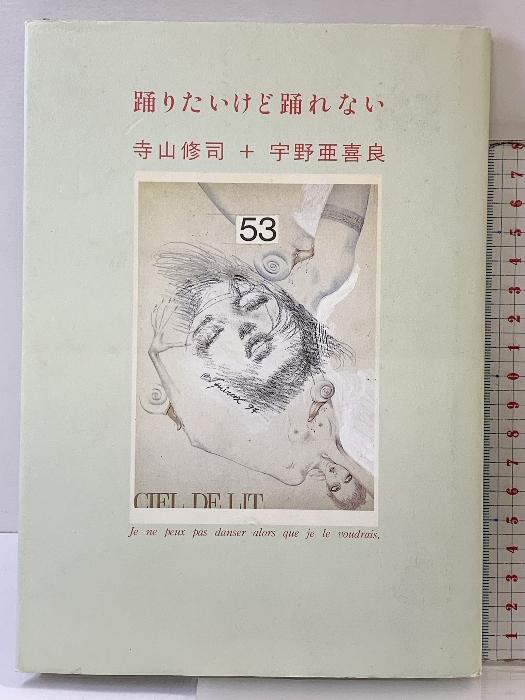 踊りたいけど踊れない
寺山修司 + 宇野亜喜良
53
CIEL DE LIT
Je ne peux pas danser alors que je le voudrais.